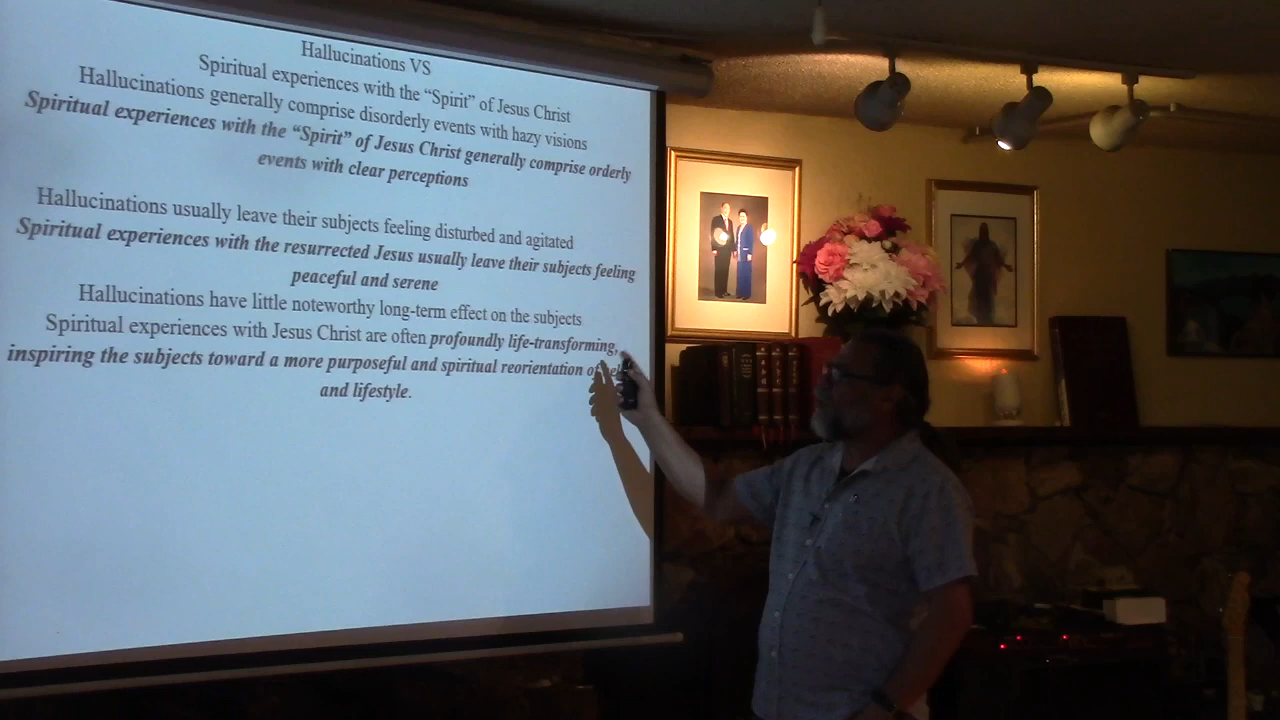 Hallucinations VS
Spiritual experiences with the “Spirit” of Jesus Christ
Hallucinations generally comprise disorderly events with hazy visions
Spiritual experiences with the “Spirit” of Jesus Christ generally comprise orderly
events with clear perceptions
Hallucinations usually leave their subjects feeling disturbed and agitated
Spiritual experiences with the resurrected Jesus usually leave their subjects feeling
peaceful and serene
Hallucinations have little noteworthy long-term effect on the subjects
Spiritual experiences with Jesus Christ are often profoundly life-transforming,
inspiring the subjects toward a more purposeful and spiritual reorientation
and lifestyle.